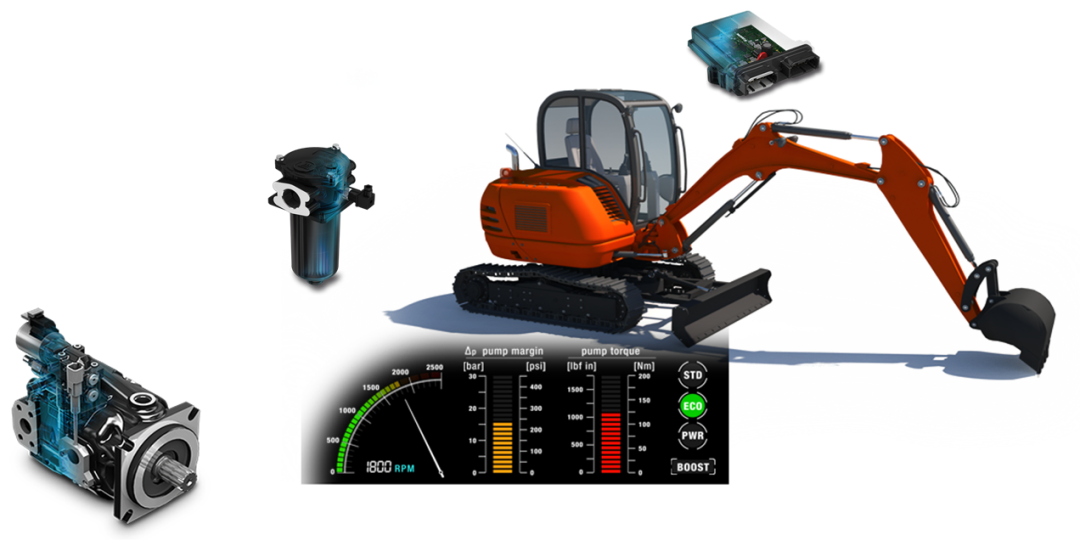 Δp pump margin
[bar]
[psi]
30
20
10
0
400
300
200
100
0
pump torque
[lbf in]
[Nm]
1500
1000
500
0
200
150
100
50
0
0
500
1000
1500
2000
2500
1800 RPM
STD
ECO
PWR
BOOST